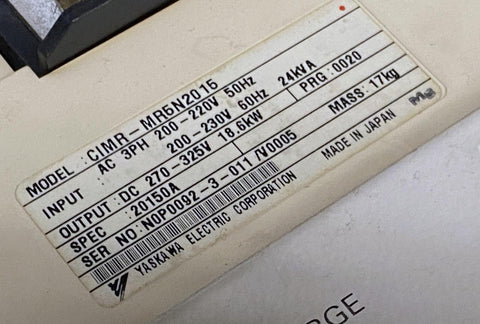 MODEL : CIMR-MR5N2015
INPUT : AC 3PH 200-220V 50Hz
200-230V 60Hz 24kVA
OUTPUT : DC 270-325V 18.6KW PRG:0020
SPEC : 20150A MASS: 17kg
SER NO: N0P0092-3-011/V0005
YASKAWA ELECTRIC CORPORATION MADE IN JAPAN
RGE